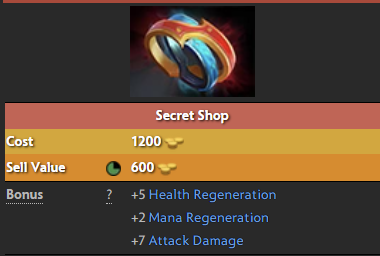 Secret Shop
Cost 1200
Sell Value 600
Bonus ? +5 Health Regeneration
+2 Mana Regeneration
+7 Attack Damage